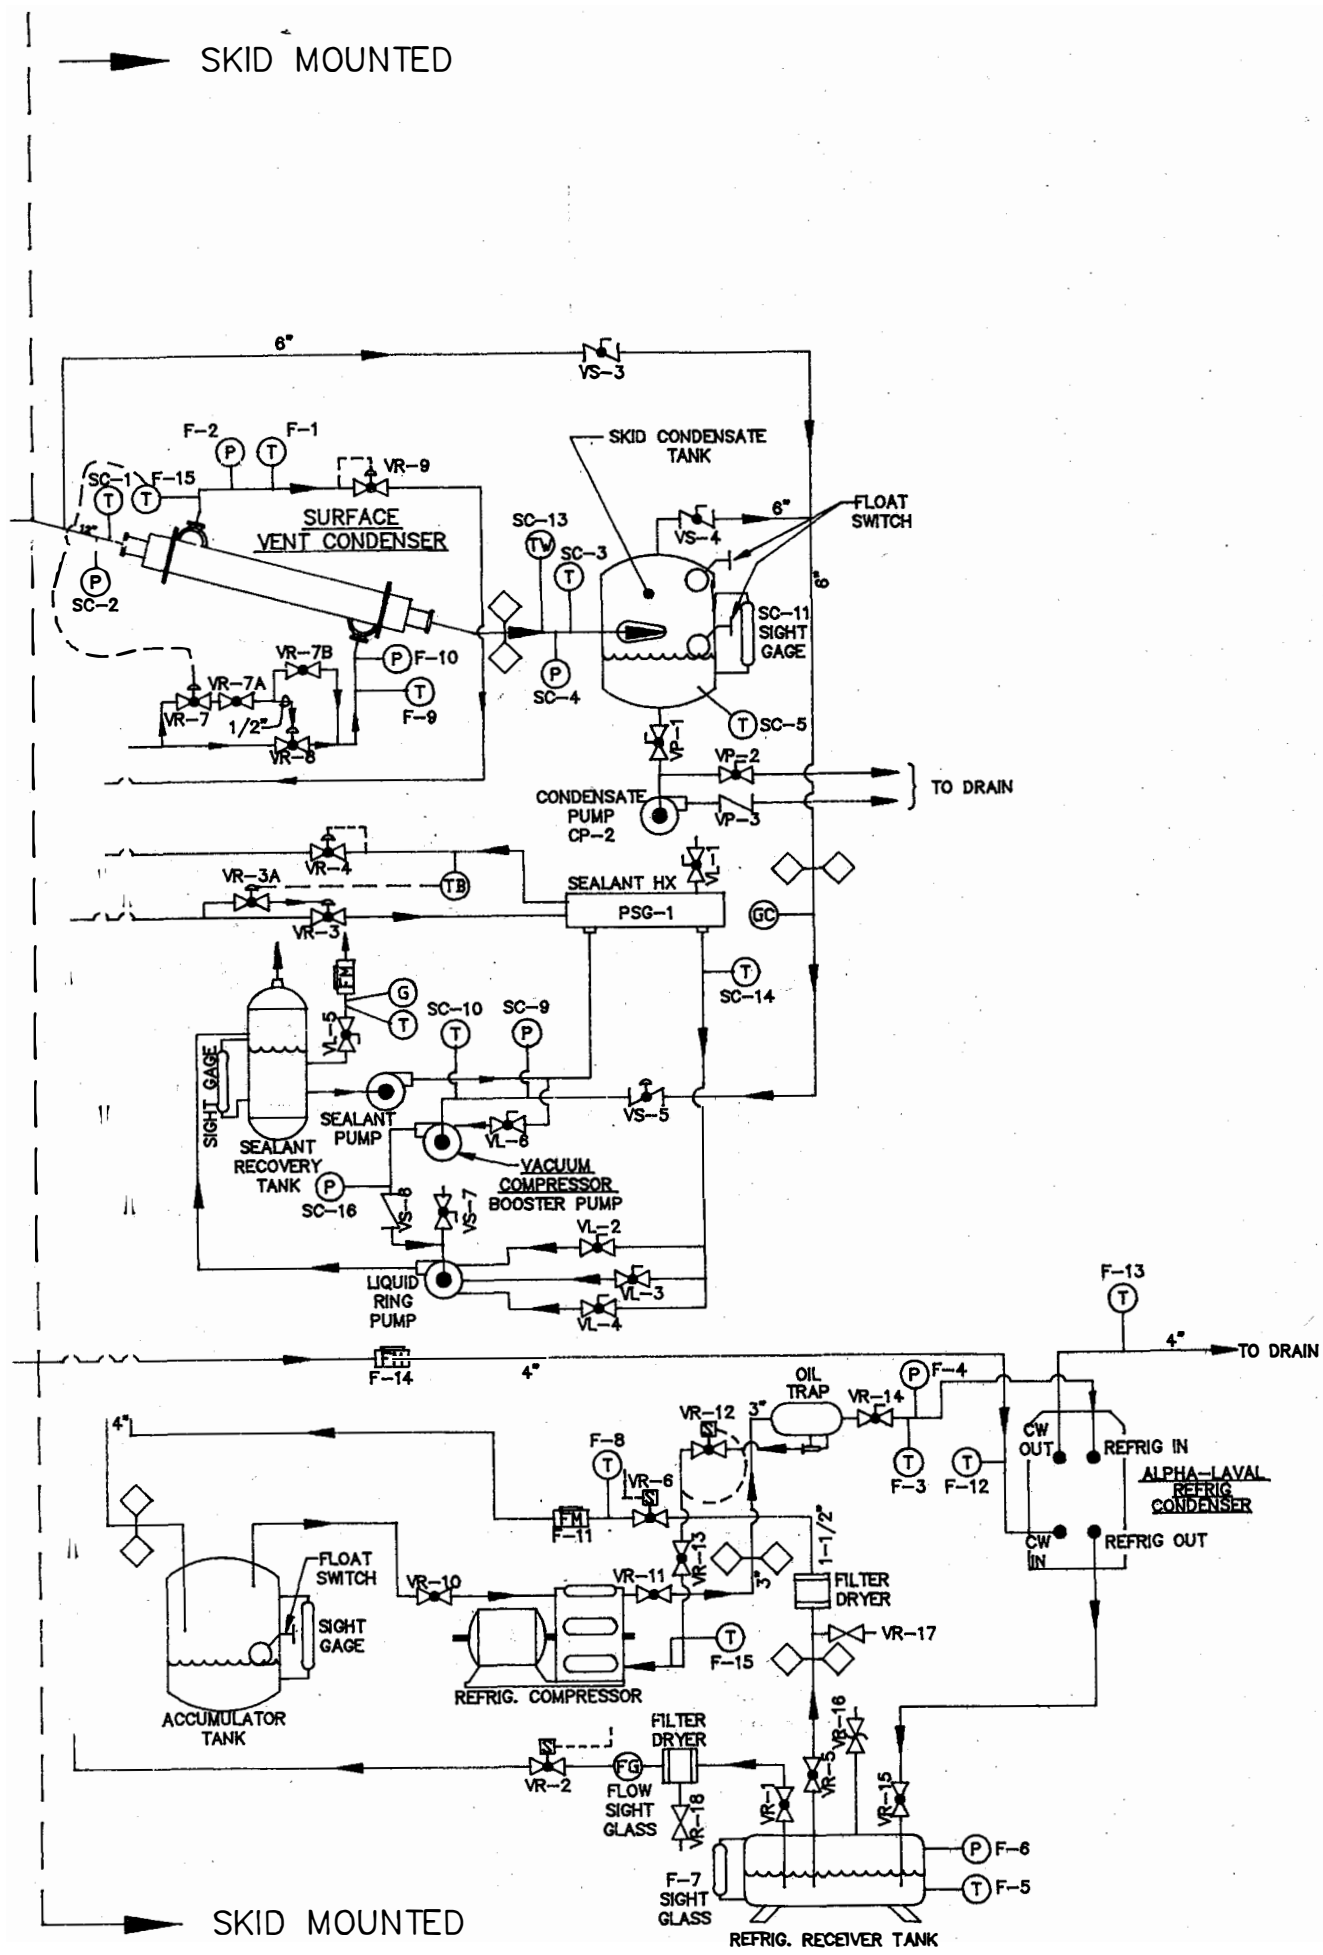 SKID MOUNTED
6"
VS-3
F-2
F-1
P
T
SKID CONDENSATE
TANK
VR-9
SC-1
F-15
T
T
6"
FLOAT
SWITCH
SURFACE
VENT CONDENSER
SC-13
TW
VS-4
12"
SC-3
T
P
SC-2
6"
SC-11
SIGHT
GAGE
VR-7B
P
F-10
P
SC-4
VR-7A
T
F-9
VR-7
1/2"
T
SC-5
VP-1
VR-8
VP-2
CONDENSATE
PUMP
CP-2
TO DRAIN
VP-3
VR-4
VL-1
VR-3A
TB
SEALANT HX
PSG-1
GC
VR-3
FM
T
SC-14
G
T
SC-10
SC-9
T
P
VL-5
SIGHT GAGE
VS-5
SEALANT
PUMP
VL-6
SEALANT
RECOVERY
TANK
VACUUM
COMPRESSOR
BOOSTER PUMP
P
SC-16
VS-8
VS-7
VL-2
LIQUID
RING
PUMP
VL-3
VL-4
F-13
T
4"
TO DRAIN
F-14
4"
P
F-4
OIL
TRAP
VR-14
4"
3"
VR-12
S
CW
OUT
REFRIG IN
F-8
T
VR-6
S
T
F-3
T
F-12
ALPHA-LAVAL
REFRIG
CONDENSER
FM
F-11
1-1/2"
CW
IN
REFRIG OUT
VR-13
FLOAT
SWITCH
VR-10
VR-11
3"
FILTER
DRYER
SIGHT
GAGE
T
F-15
VR-17
REFRIG. COMPRESSOR
ACCUMULATOR
TANK
FILTER
DRYER
VR-16
S
VR-2
FG
FLOW
SIGHT
GLASS
VR-5
VR-1
VR-15
VR-18
P
F-6
F-7
SIGHT
GLASS
T
F-5
SKID MOUNTED
REFRIG. RECEIVER TANK